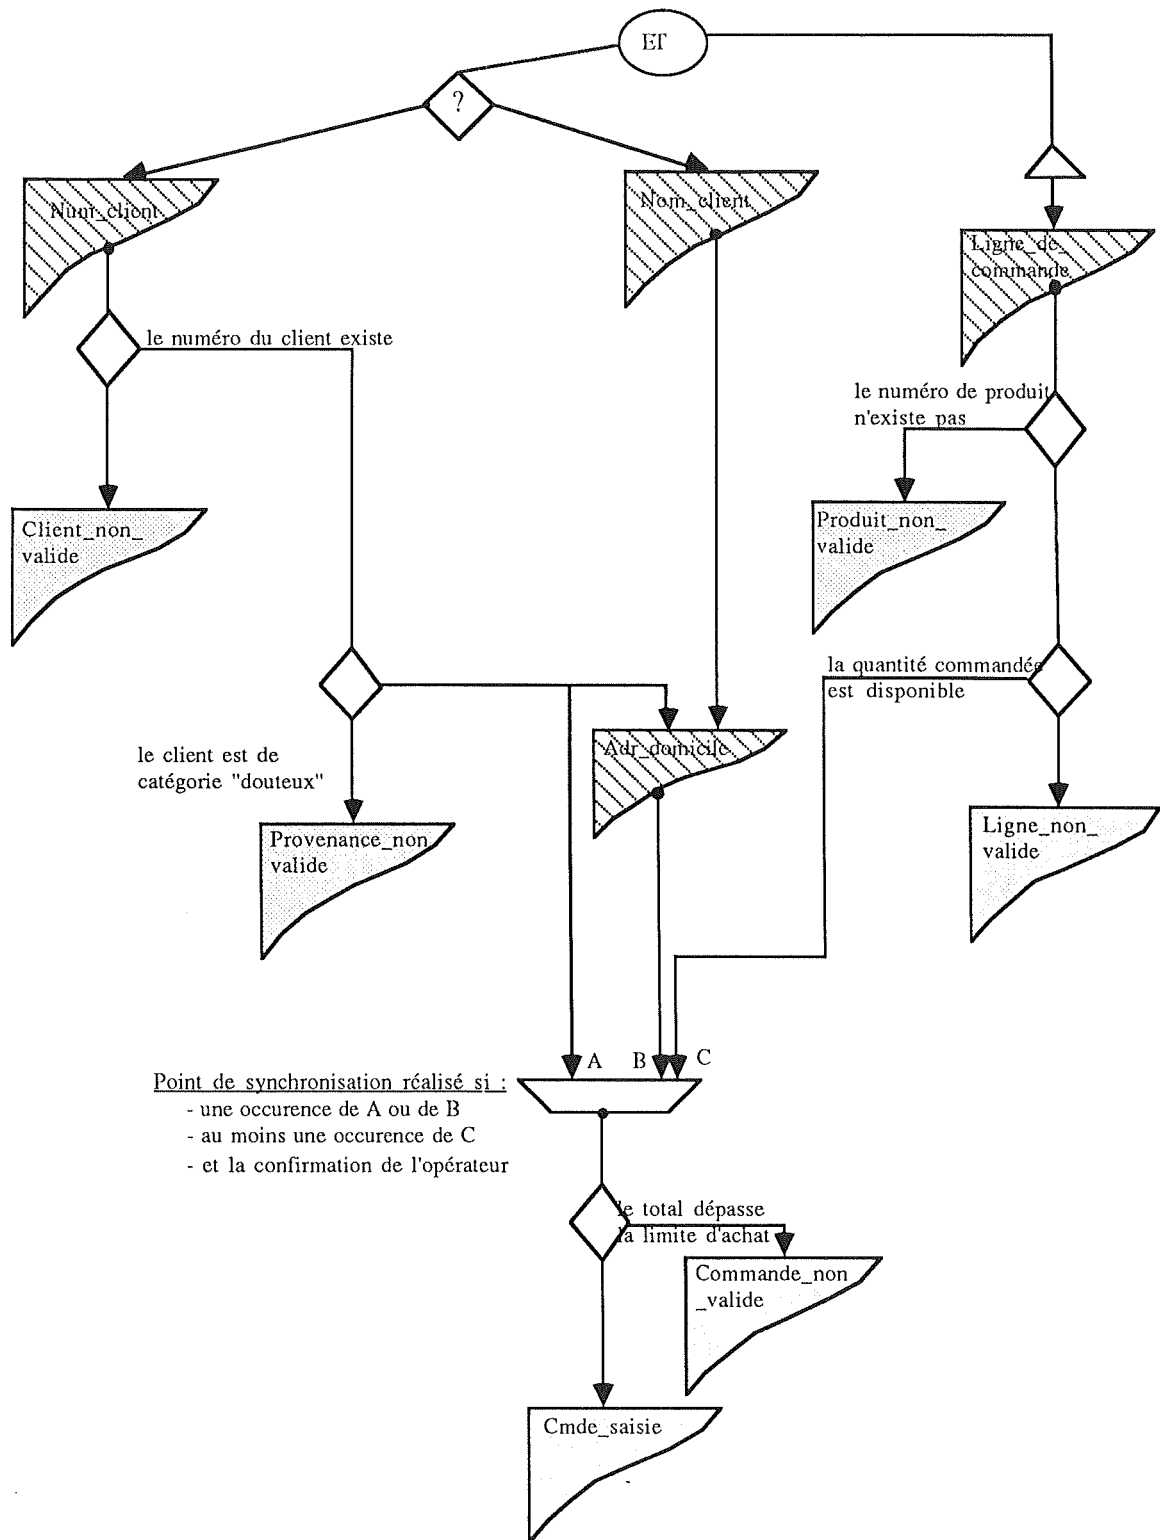 ET
?
Num_client
Nom_client
Ligne_de_
commande
le numéro du client existe
le numéro de produit
n'existe pas
Client_non_
valide
Produit_non_
valide
la quantité commandée
est disponible
Adr_domicile
le client est de
catégorie "douteux"
Provenance_non
valide
Ligne_non_
valide
A
B
C
Point de synchronisation réalisé si :
- une occurence de A ou de B
- au moins une occurence de C
- et la confirmation de l'opérateur
le total dépasse
la limite d'achat
Commande_non
_valide
Cmde_saisie